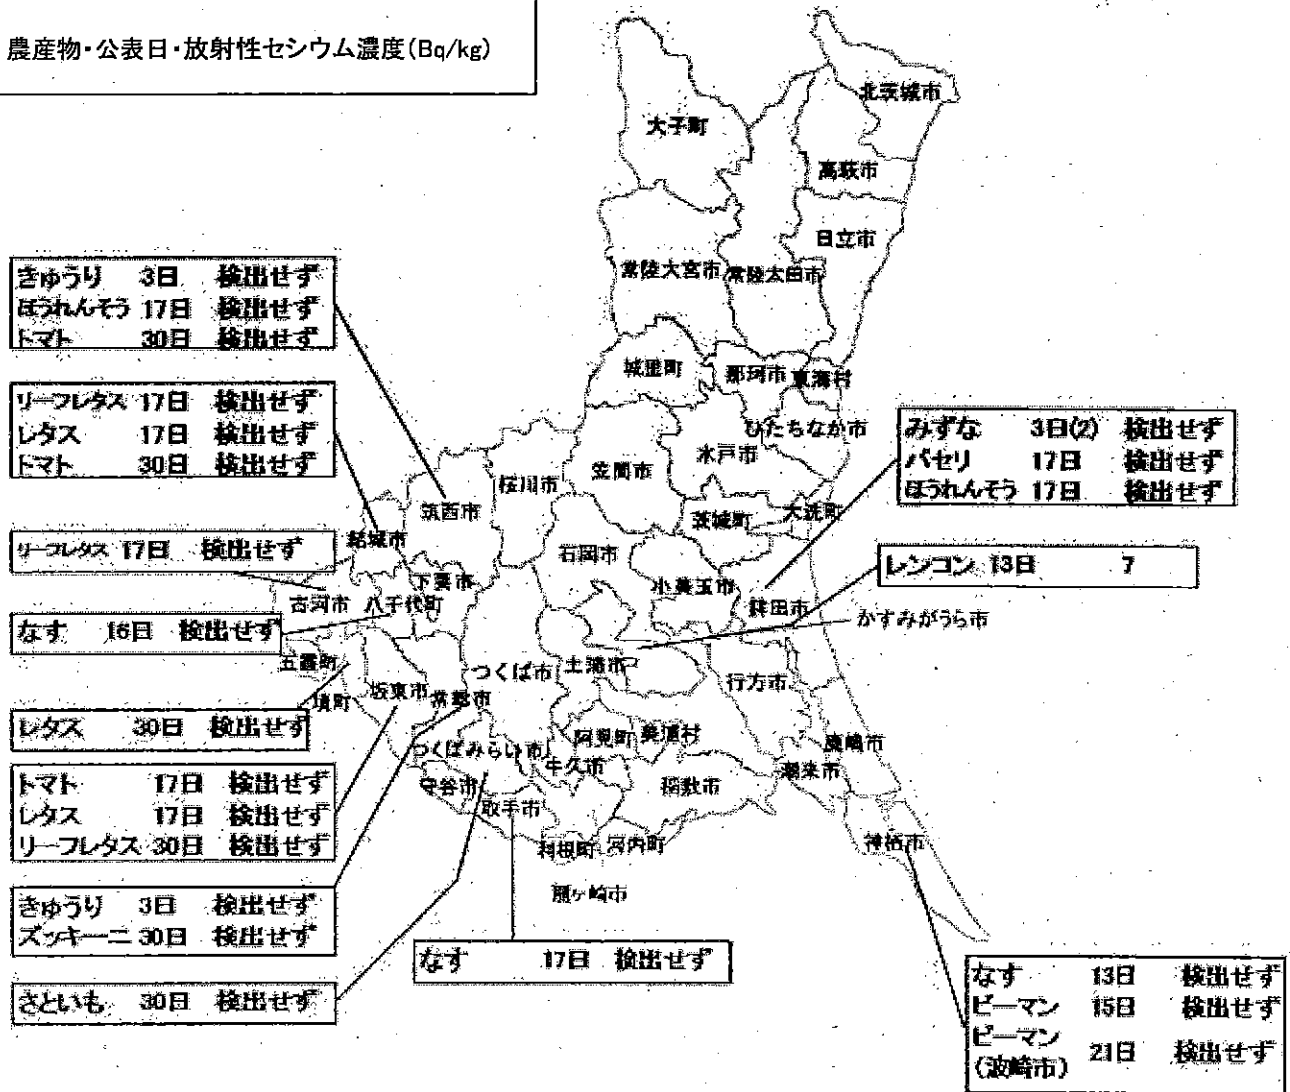 農産物・公表日・放射性セシウム濃度(Bq/kg)
北茨城市
大子町
高萩市
日立市
常陸大宮市
常陸太田市
きゅうり 3日 検出せず
ほうれんそう 17日 検出せず
トマト 30日 検出せず
城里町
那珂市
東海村
リーフレタス 17日 検出せず
レタス 17日 検出せず
トマト 30日 検出せず
ひたちなか市
水戸市
笠間市
桜川市
筑西市
みずな 3日(2) 検出せず
パセリ 17日 検出せず
ほうれんそう 17日 検出せず
茨城町
大洗町
結城市
石岡市
リーフレタス 17日 検出せず
レンコン 13日 7
下妻市
小美玉市
古河市
八千代町
鉾田市
かすみがうら市
なす 16日 検出せず
五霞町
つくば市
土浦市
行方市
境町
坂東市
常総市
レタス 30日 検出せず
阿見町
美浦村
つくばみらい市
牛久市
鹿嶋市
潮来市
守谷市
取手市
稲敷市
トマト 17日 検出せず
レタス 17日 検出せず
リーフレタス 30日 検出せず
利根町
河内町
神栖市
龍ヶ崎市
きゅうり 3日 検出せず
ズッキーニ 30日 検出せず
なす 17日 検出せず
さといも 30日 検出せず
なす 13日 検出せず
ピーマン 15日 検出せず
ピーマン
(波崎市) 21日 検出せず